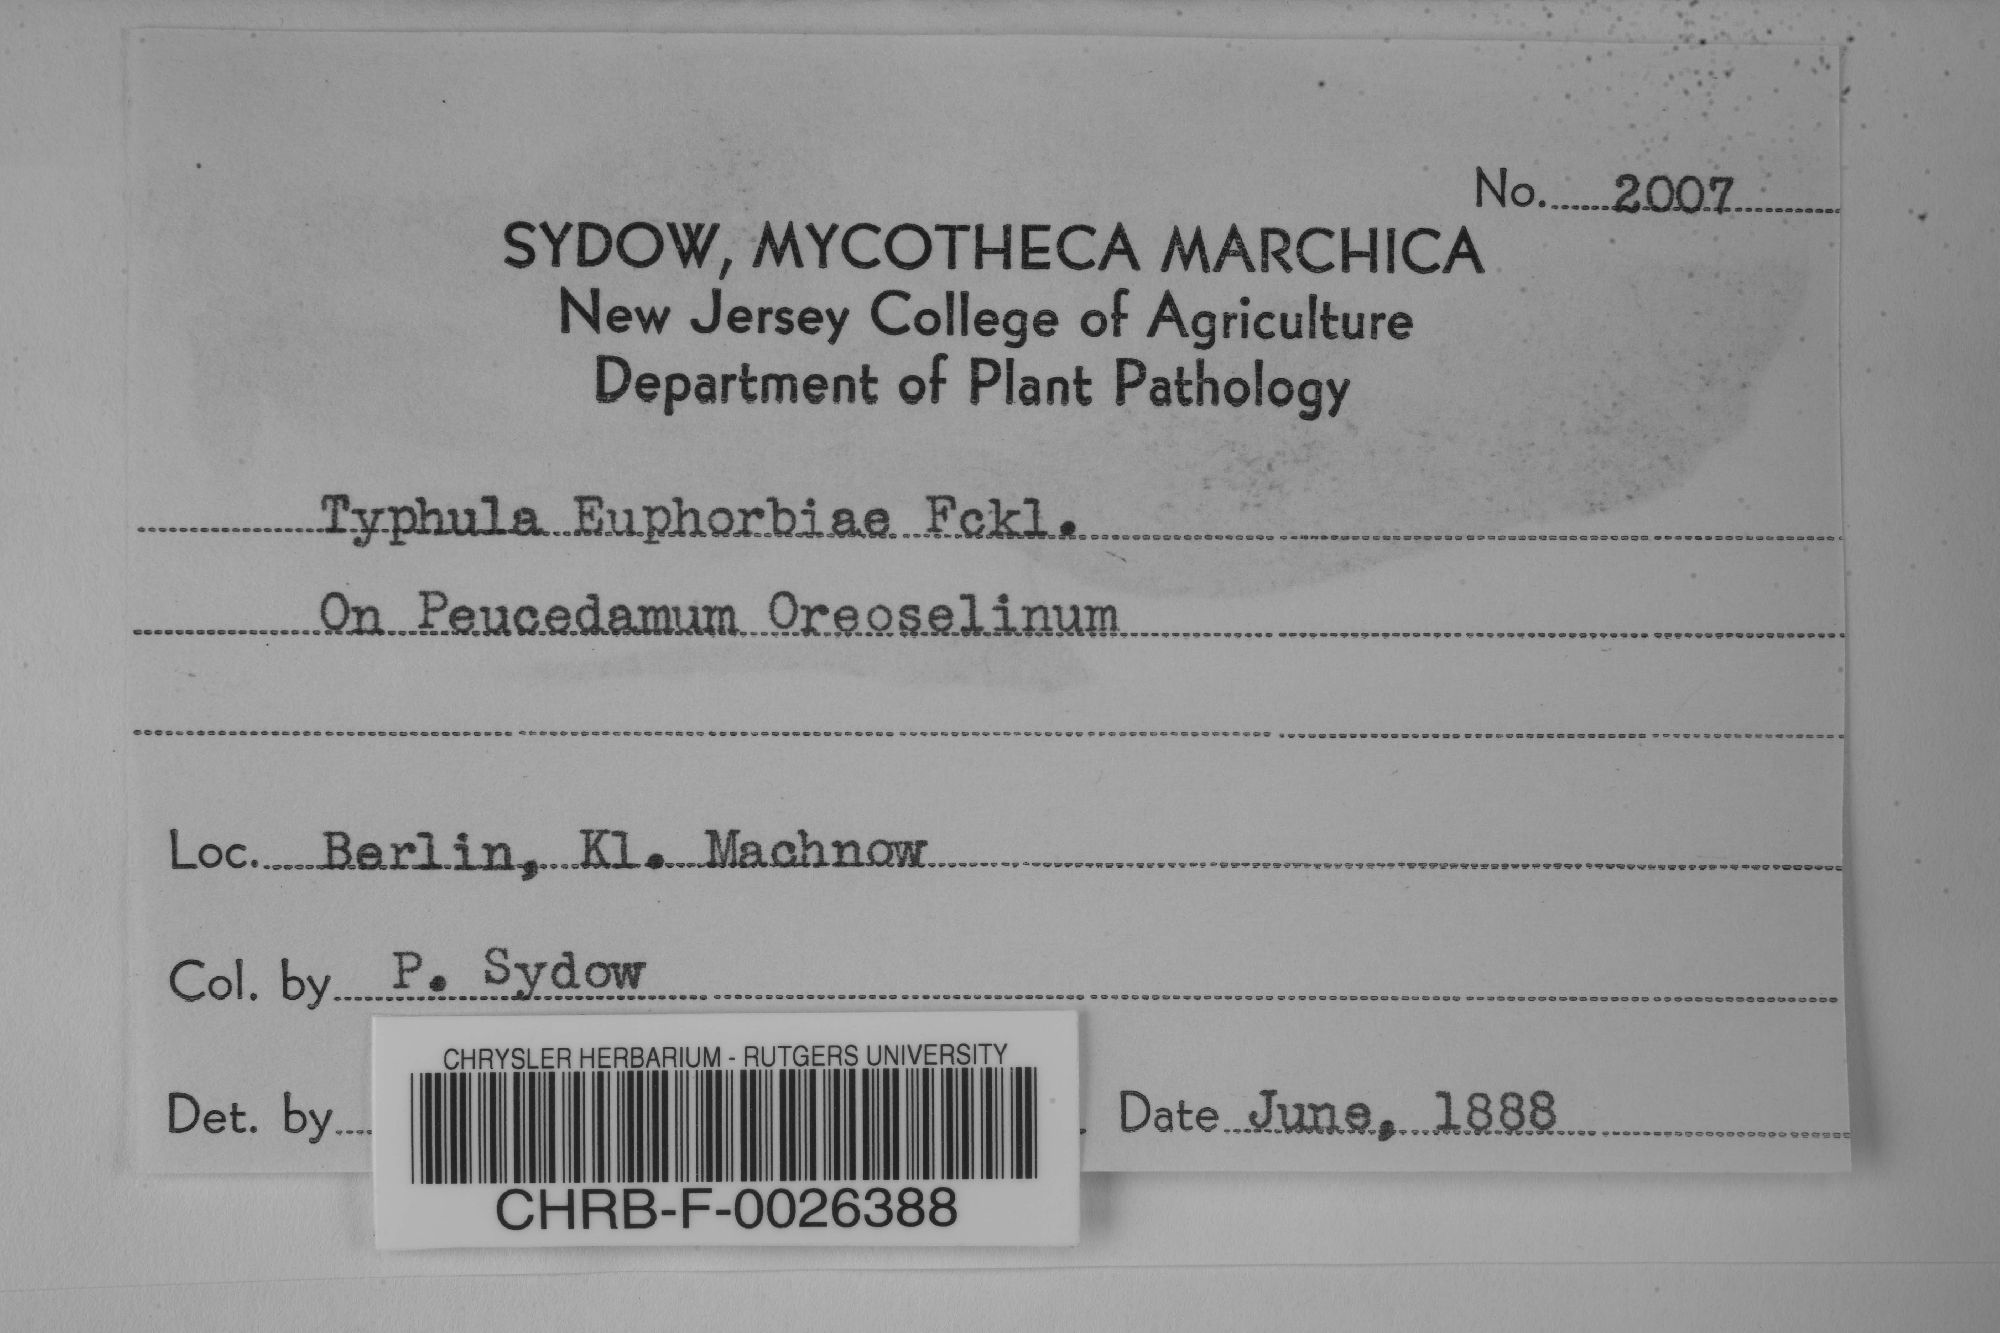 No. 2007
SYDOW, MYCOTHECA MARCHICA
New Jersey College of Agriculture
Department of Plant Pathology
Typhula Euphorbiae Fckl.
On Peucedamum Oreoselinum
Loc. Berlin, Kl. Machnow
Col. by P. Sydow
Det. by
Date June, 1888
CHRYSLER HERBARIUM - RUTGERS UNIVERSITY
CHRB-F-0026388